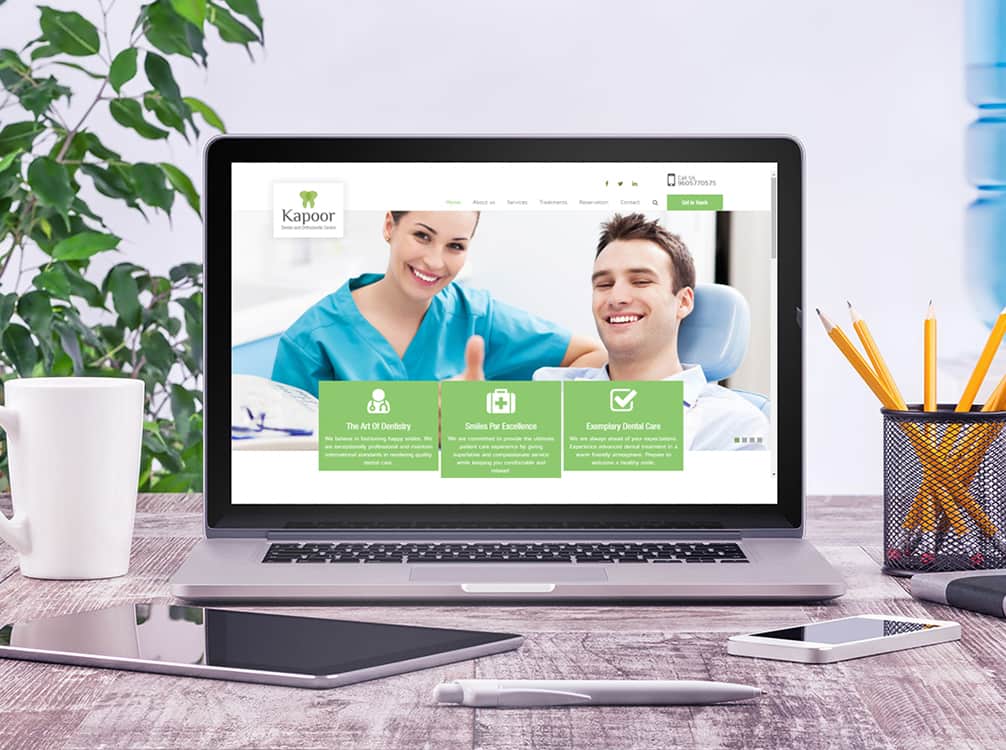 Call Us
9605770575
Kapoor
Dental and Orthodontic Centre
Home About us Services Treatments Reservation Contact
Get In Touch
The Art Of Dentistry
We believe in fashioning happy smiles. We
are exceptionally professional and maintain
international standards in rendering quality
dental care.
Smiles Par Excellence
We are committed to provide the ultimate
patient care experience by giving
superlative and compassionate service
while keeping you comfortable and
relaxed.
Exemplary Dental Care
We are always ahead of your expectations.
Experience advanced dental treatment in a
warm friendly atmosphere. Prepare to
welcome a healthy smile.